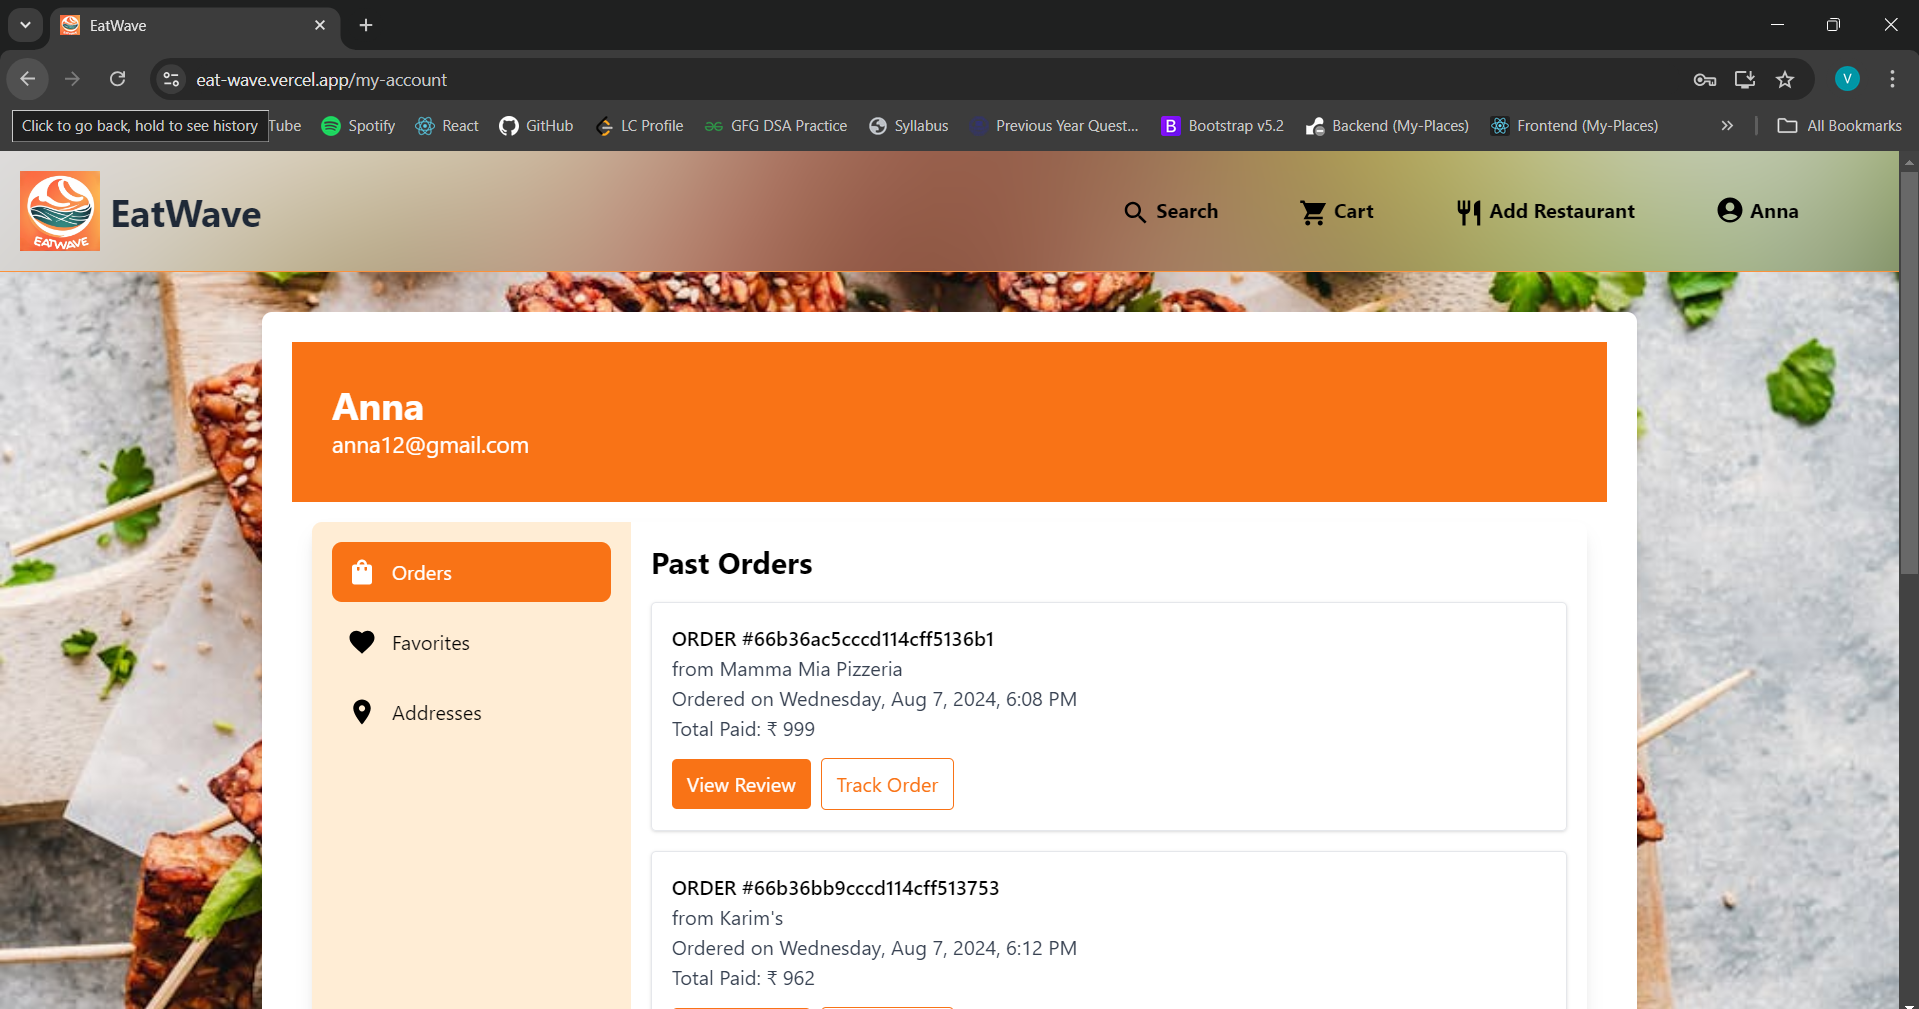 EatWave
eat-wave.vercel.app/my-account
V
Click to go back, hold to see history
Tube
Spotify
React
GitHub
LC Profile
GFG DSA Practice
Syllabus
Previous Year Quest...
B
Bootstrap v5.2
Backend (My-Places)
Frontend (My-Places)
All Bookmarks
EATWAVE
EatWave
Search
Cart
Add Restaurant
Anna
Anna
anna12@gmail.com
Orders
Favorites
Addresses
Past Orders
ORDER #66b36ac5cccd114cff5136b1
from Mamma Mia Pizzeria
Ordered on Wednesday, Aug 7, 2024, 6:08 PM
Total Paid: ₹ 999
View Review
Track Order
ORDER #66b36bb9cccd114cff513753
from Karim's
Ordered on Wednesday, Aug 7, 2024, 6:12 PM
Total Paid: ₹ 962